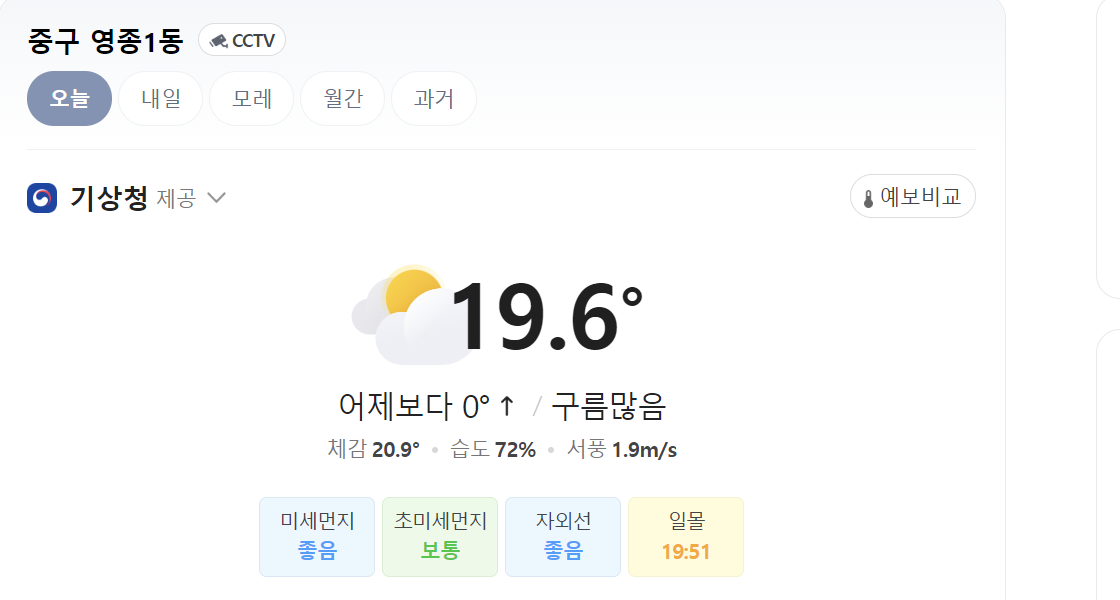 중구 영종1동 CCTV
오늘 내일 모레 월간 과거
기상청 제공 예보비교
19.6°
어제보다 0° ↑ / 구름많음
체감 20.9° • 습도 72% • 서풍 1.9m/s
미세먼지 초미세먼지 자외선 일몰
좋음 보통 좋음 19:51